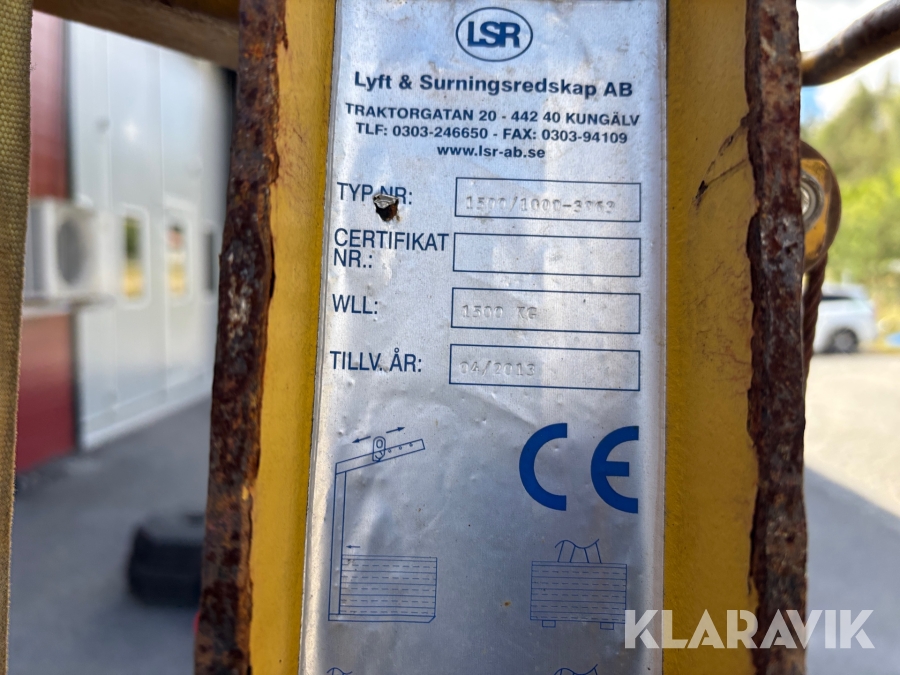 LSR
Lyft & Surningsredskap AB
TRAKTORGATAN 20 - 442 40 KUNGÄLV
TLF: 0303-246650 - FAX: 0303-94109
www.lsr-ab.se
TYP NR:
CERTIFIKAT
NR.:
WLL: 1500 KG
TILLV. ÅR: 04/2013
CE
KLARAVIK